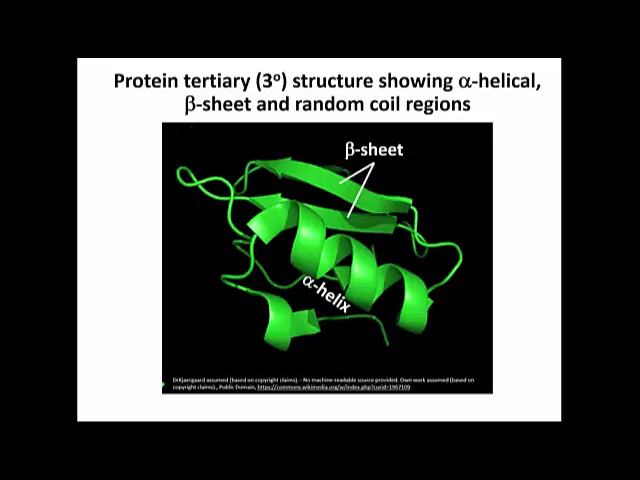 Protein tertiary (3º) structure showing α-helical,
β-sheet and random coil regions
β-sheet
α-helix
DrKjaergaard assumed (based on copyright claims). - No machine-readable source provided. Own work assumed (based on
copyright claims)., Public Domain, https://commons.wikimedia.org/w/index.php?curid=1967109